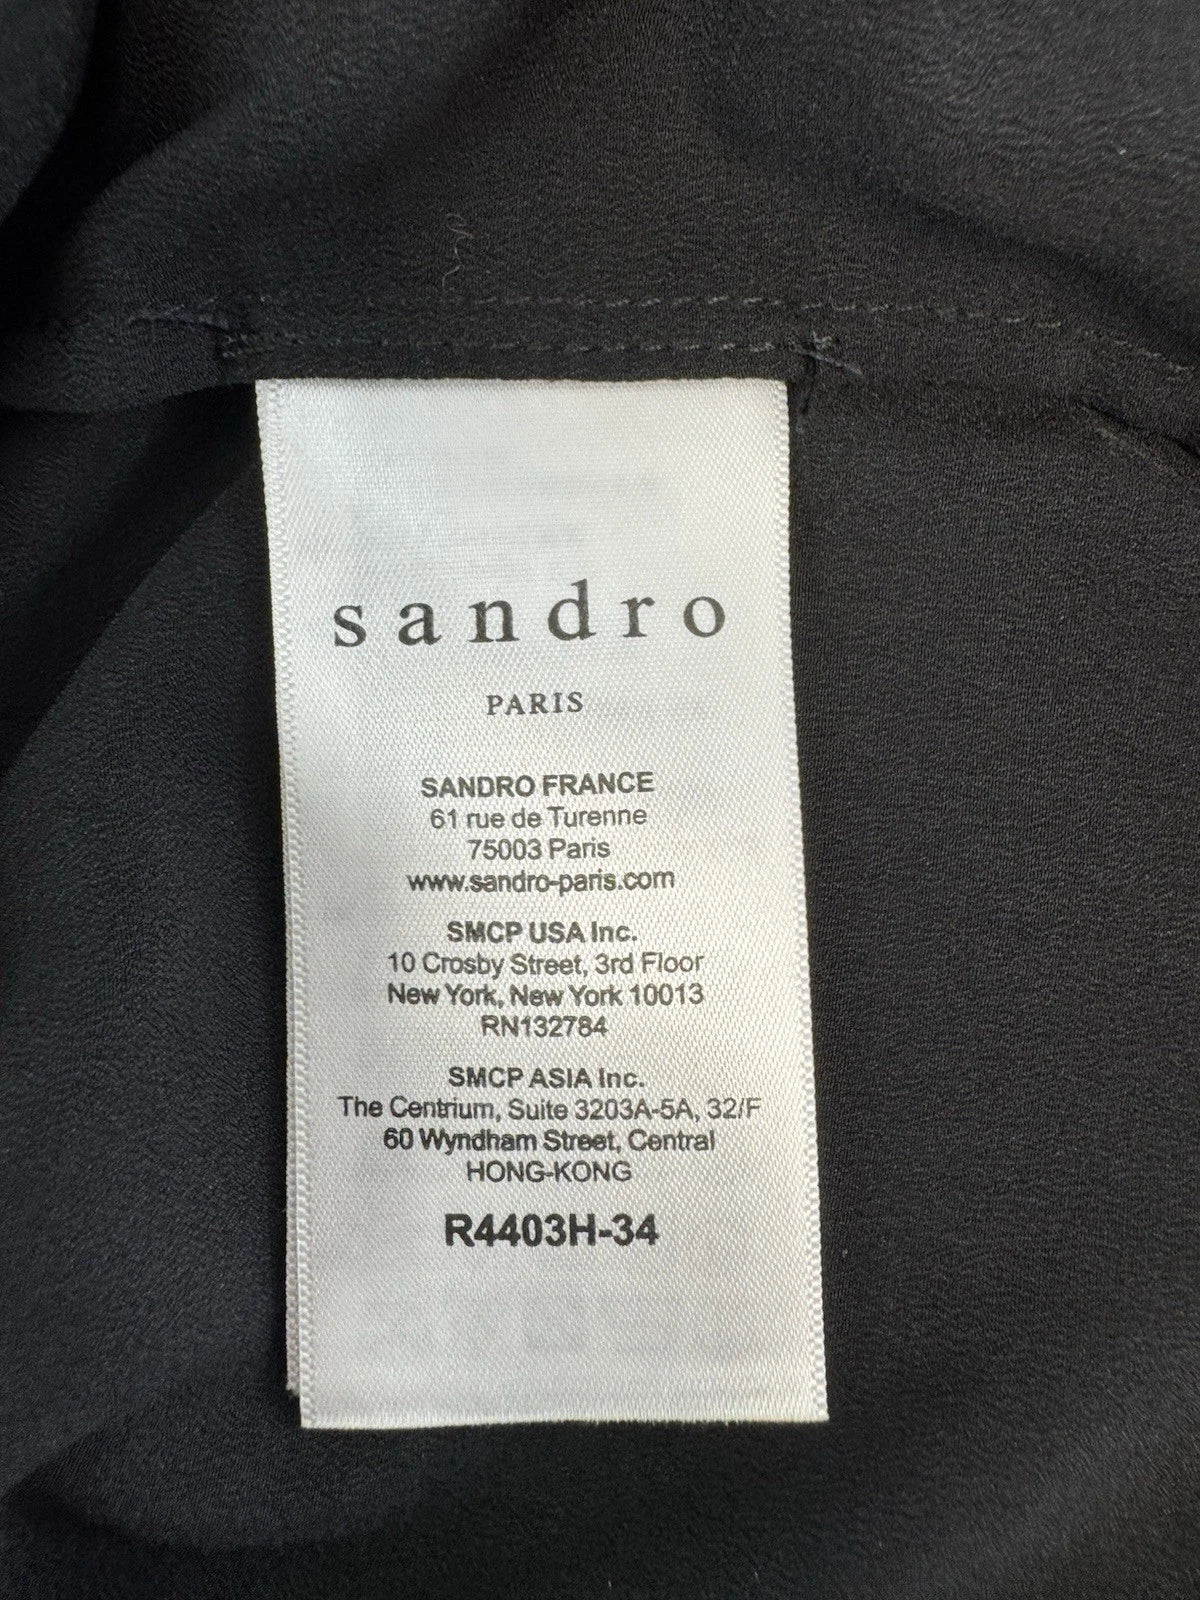 sandro
PARIS
SANDRO FRANCE
61 rue de Turenne
75003 Paris
www.sandro-paris.com
SMCP USA Inc.
10 Crosby Street, 3rd Floor
New York, New York 10013
RN132784
SMCP ASIA Inc.
The Centrium, Suite 3203A-5A, 32/F
60 Wyndham Street, Central
HONG-KONG
R4403H-34